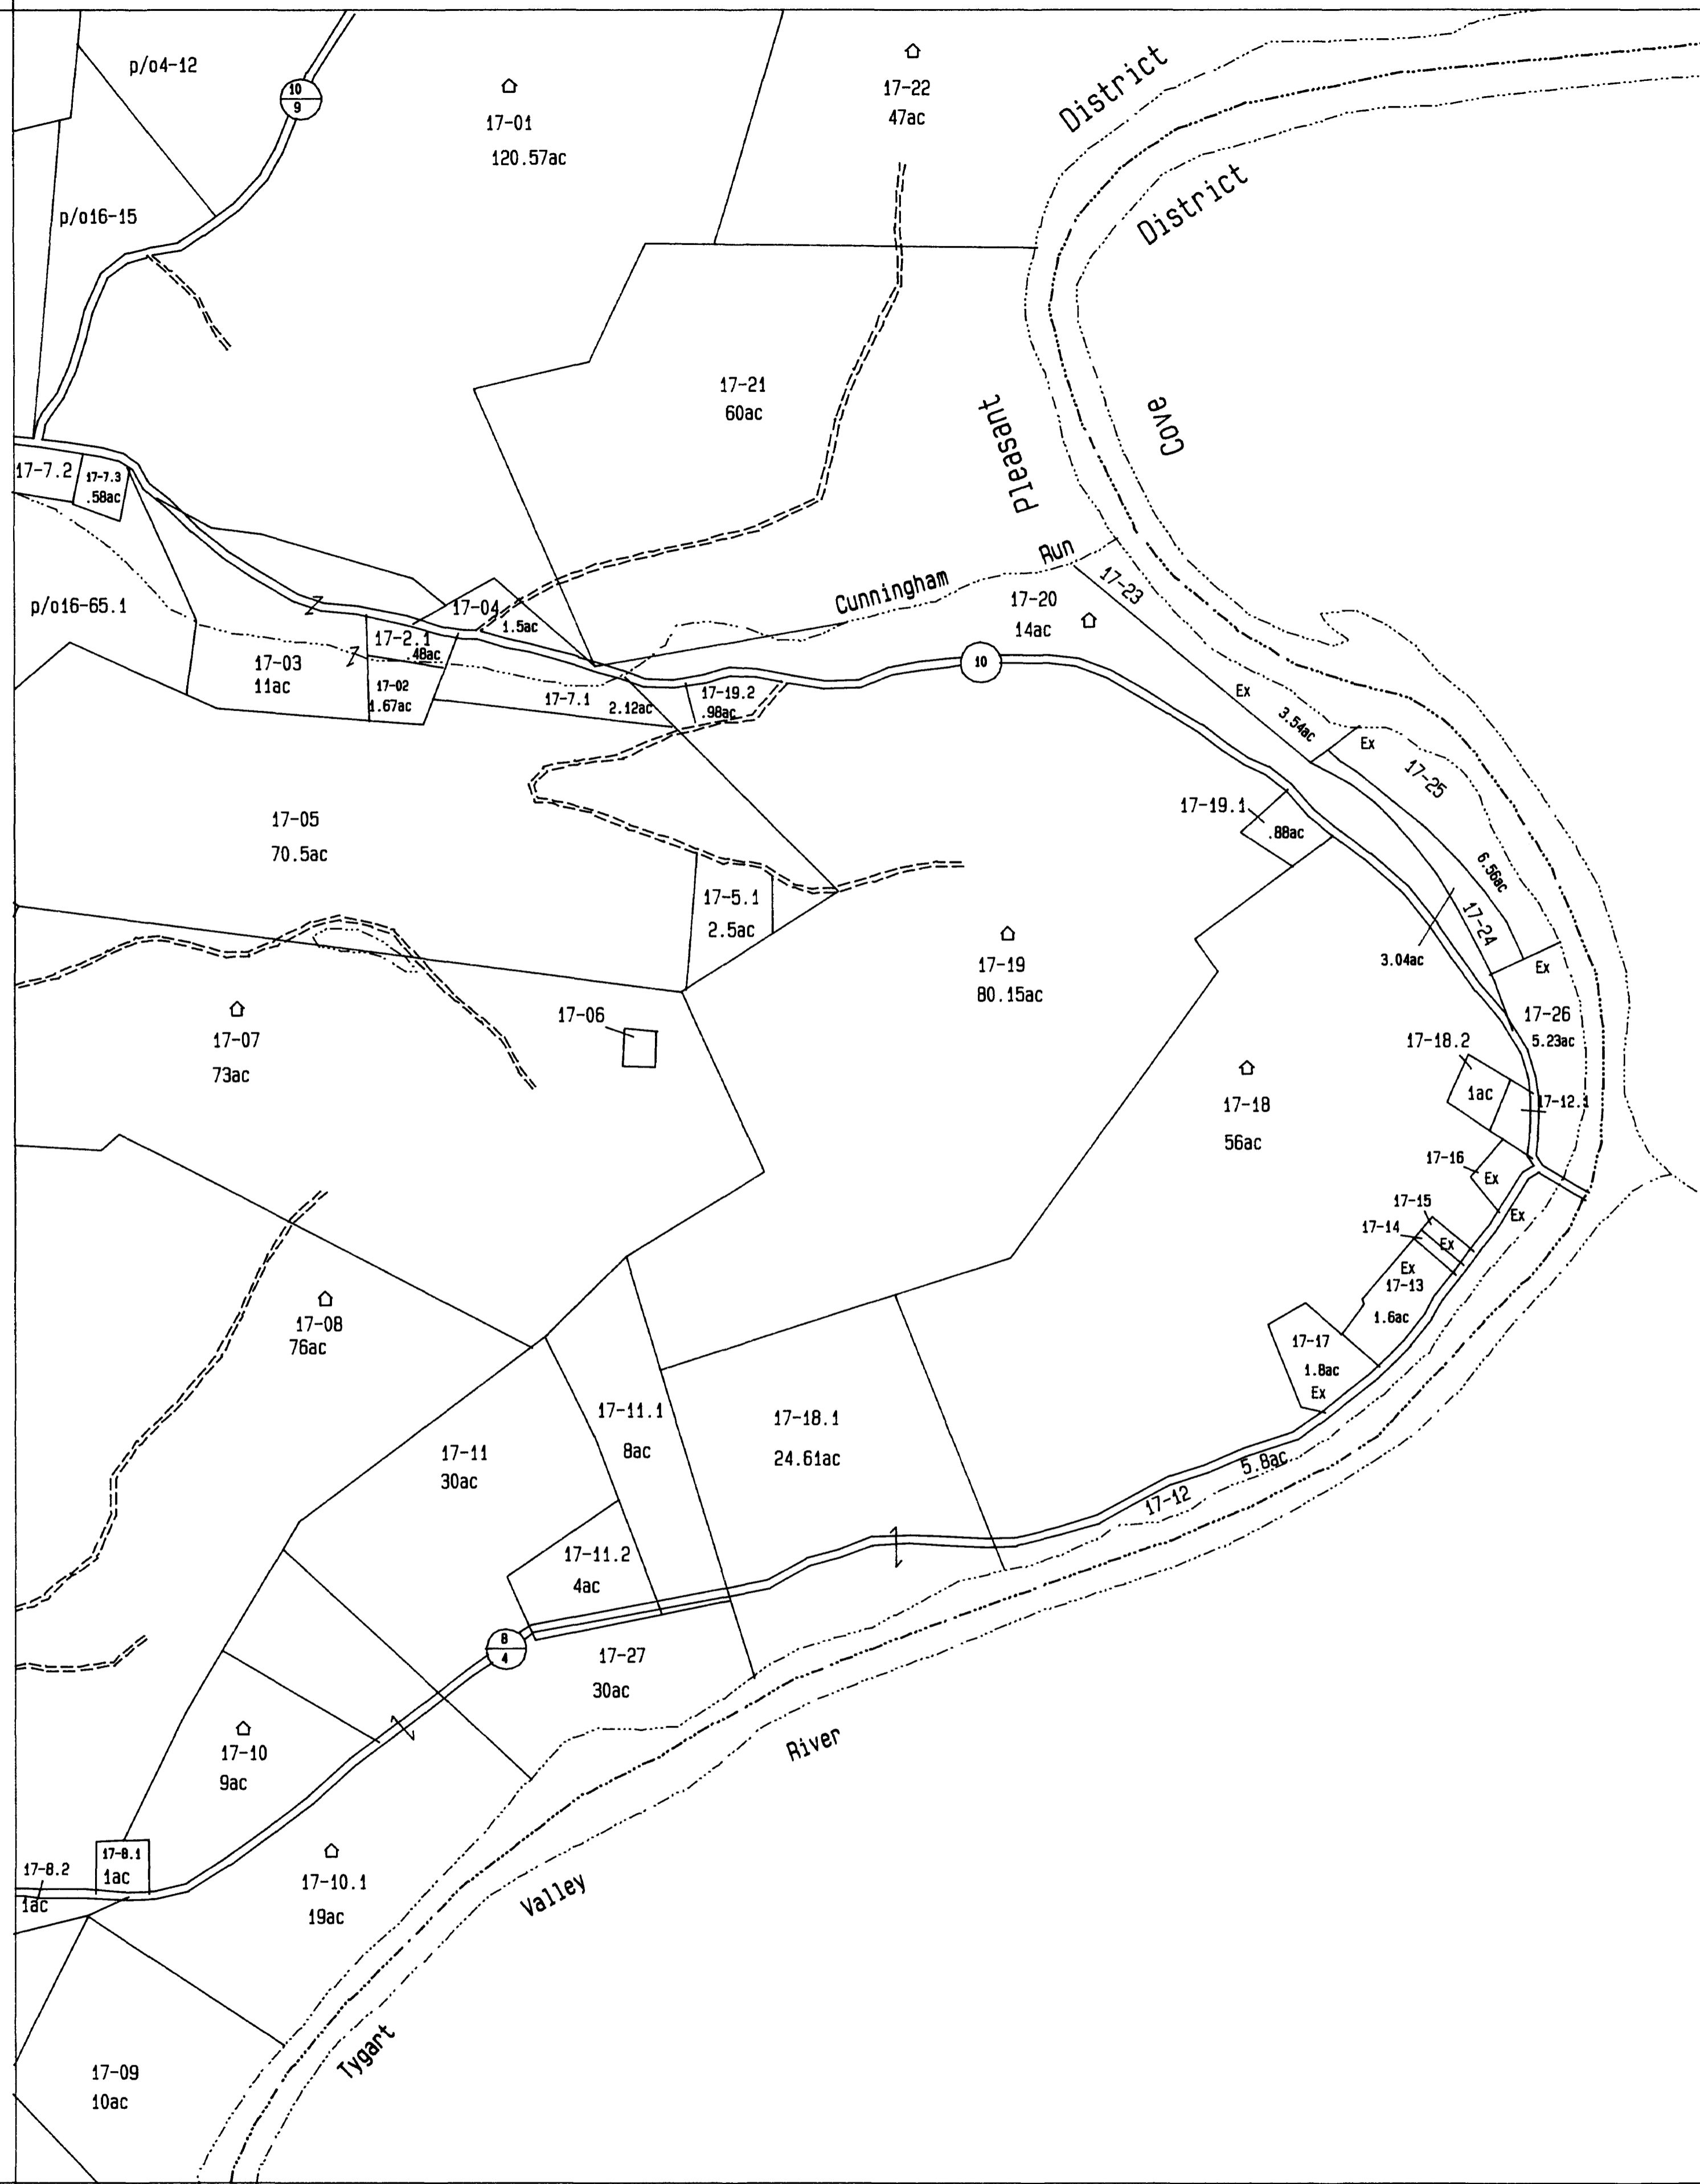 p/o4-12
10
9
17-01
120.57ac
17-22
47ac
District
District
p/o16-15
17-21
60ac
Pleasant
Cove
17-7.2
17-7.3
.58ac
p/o16-65.1
17-03
11ac
17-04
1.5ac
17-2.1
.48ac
17-02
1.67ac
17-7.1
2.12ac
17-19.2
.98ac
Cunningham
Run
17-20
14ac
10
17-23
Ex
3.54ac
Ex
17-25
6.56ac
17-19.1
.88ac
17-24
3.04ac
Ex
17-05
70.5ac
17-5.1
2.5ac
17-19
80.15ac
17-06
17-07
73ac
17-26
5.23ac
17-18.2
1ac
17-12.1
17-18
56ac
17-16
Ex
17-15
17-14
Ex
Ex
Ex
17-13
1.6ac
17-17
1.8ac
Ex
17-08
76ac
17-11
30ac
17-11.1
8ac
17-18.1
24.61ac
5.8ac
17-12
17-11.2
4ac
8
4
17-27
30ac
17-10
9ac
River
17-8.2
1ac
17-8.1
1ac
17-10.1
19ac
Valley
Tygart
17-09
10ac